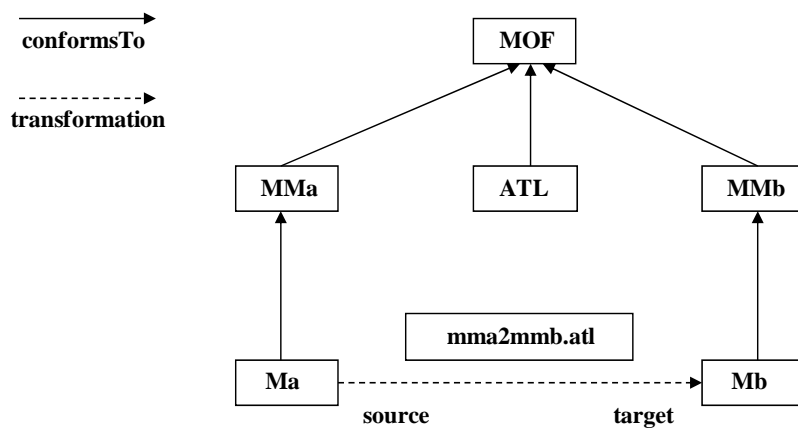 conformsTo
transformation
MOF
MMa
ATL
MMb
mma2mmb.atl
Ma
Mb
source
target